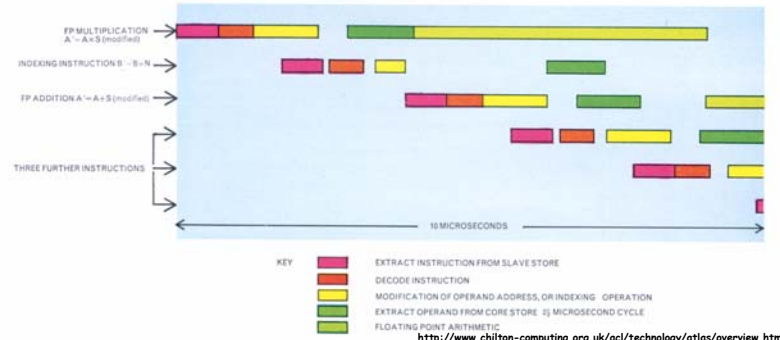 FP MULTIPLICATION
A'=A×S (modified)
INDEXING INSTRUCTION B'=B+N
FP ADDITION A'=A+S (modified)
THREE FURTHER INSTRUCTIONS
10 MICROSECONDS
KEY
EXTRACT INSTRUCTION FROM SLAVE STORE
DECODE INSTRUCTION
MODIFICATION OF OPERAND ADDRESS, OR INDEXING OPERATION
EXTRACT OPERAND FROM CORE STORE MICROSECOND CYCLE
FLOATING POINT ARITHMETIC
http://www.chilton-computing.org.uk/acl/technology/atlas/overview.htm